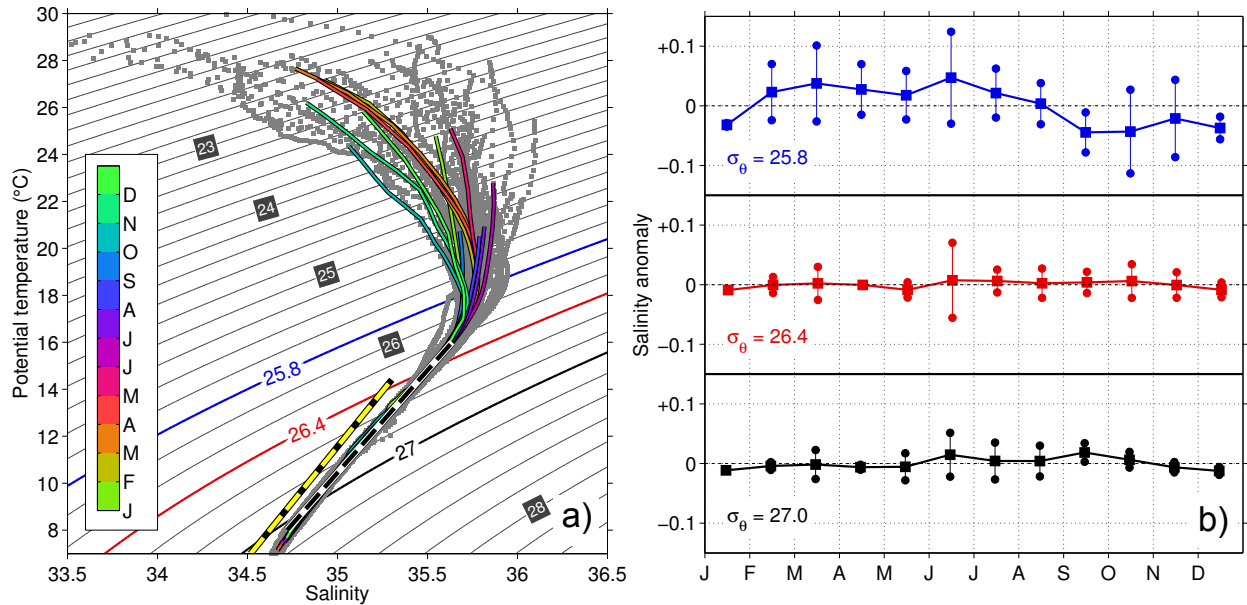 30
28
26
24
22
20
18
16
14
12
10
8
Potential temperature (°C)
33.5
34
34.5
35
35.5
36
36.5
Salinity
23
24
25
26
28
25.8
26.4
27
D
N
O
S
A
J
J
M
A
M
F
J
a)
+0.1
0
−0.1
σθ = 25.8
+0.1
0
−0.1
σθ = 26.4
+0.1
0
−0.1
σθ = 27.0
Salinity anomaly
b)
J F M A M J J A S O N D